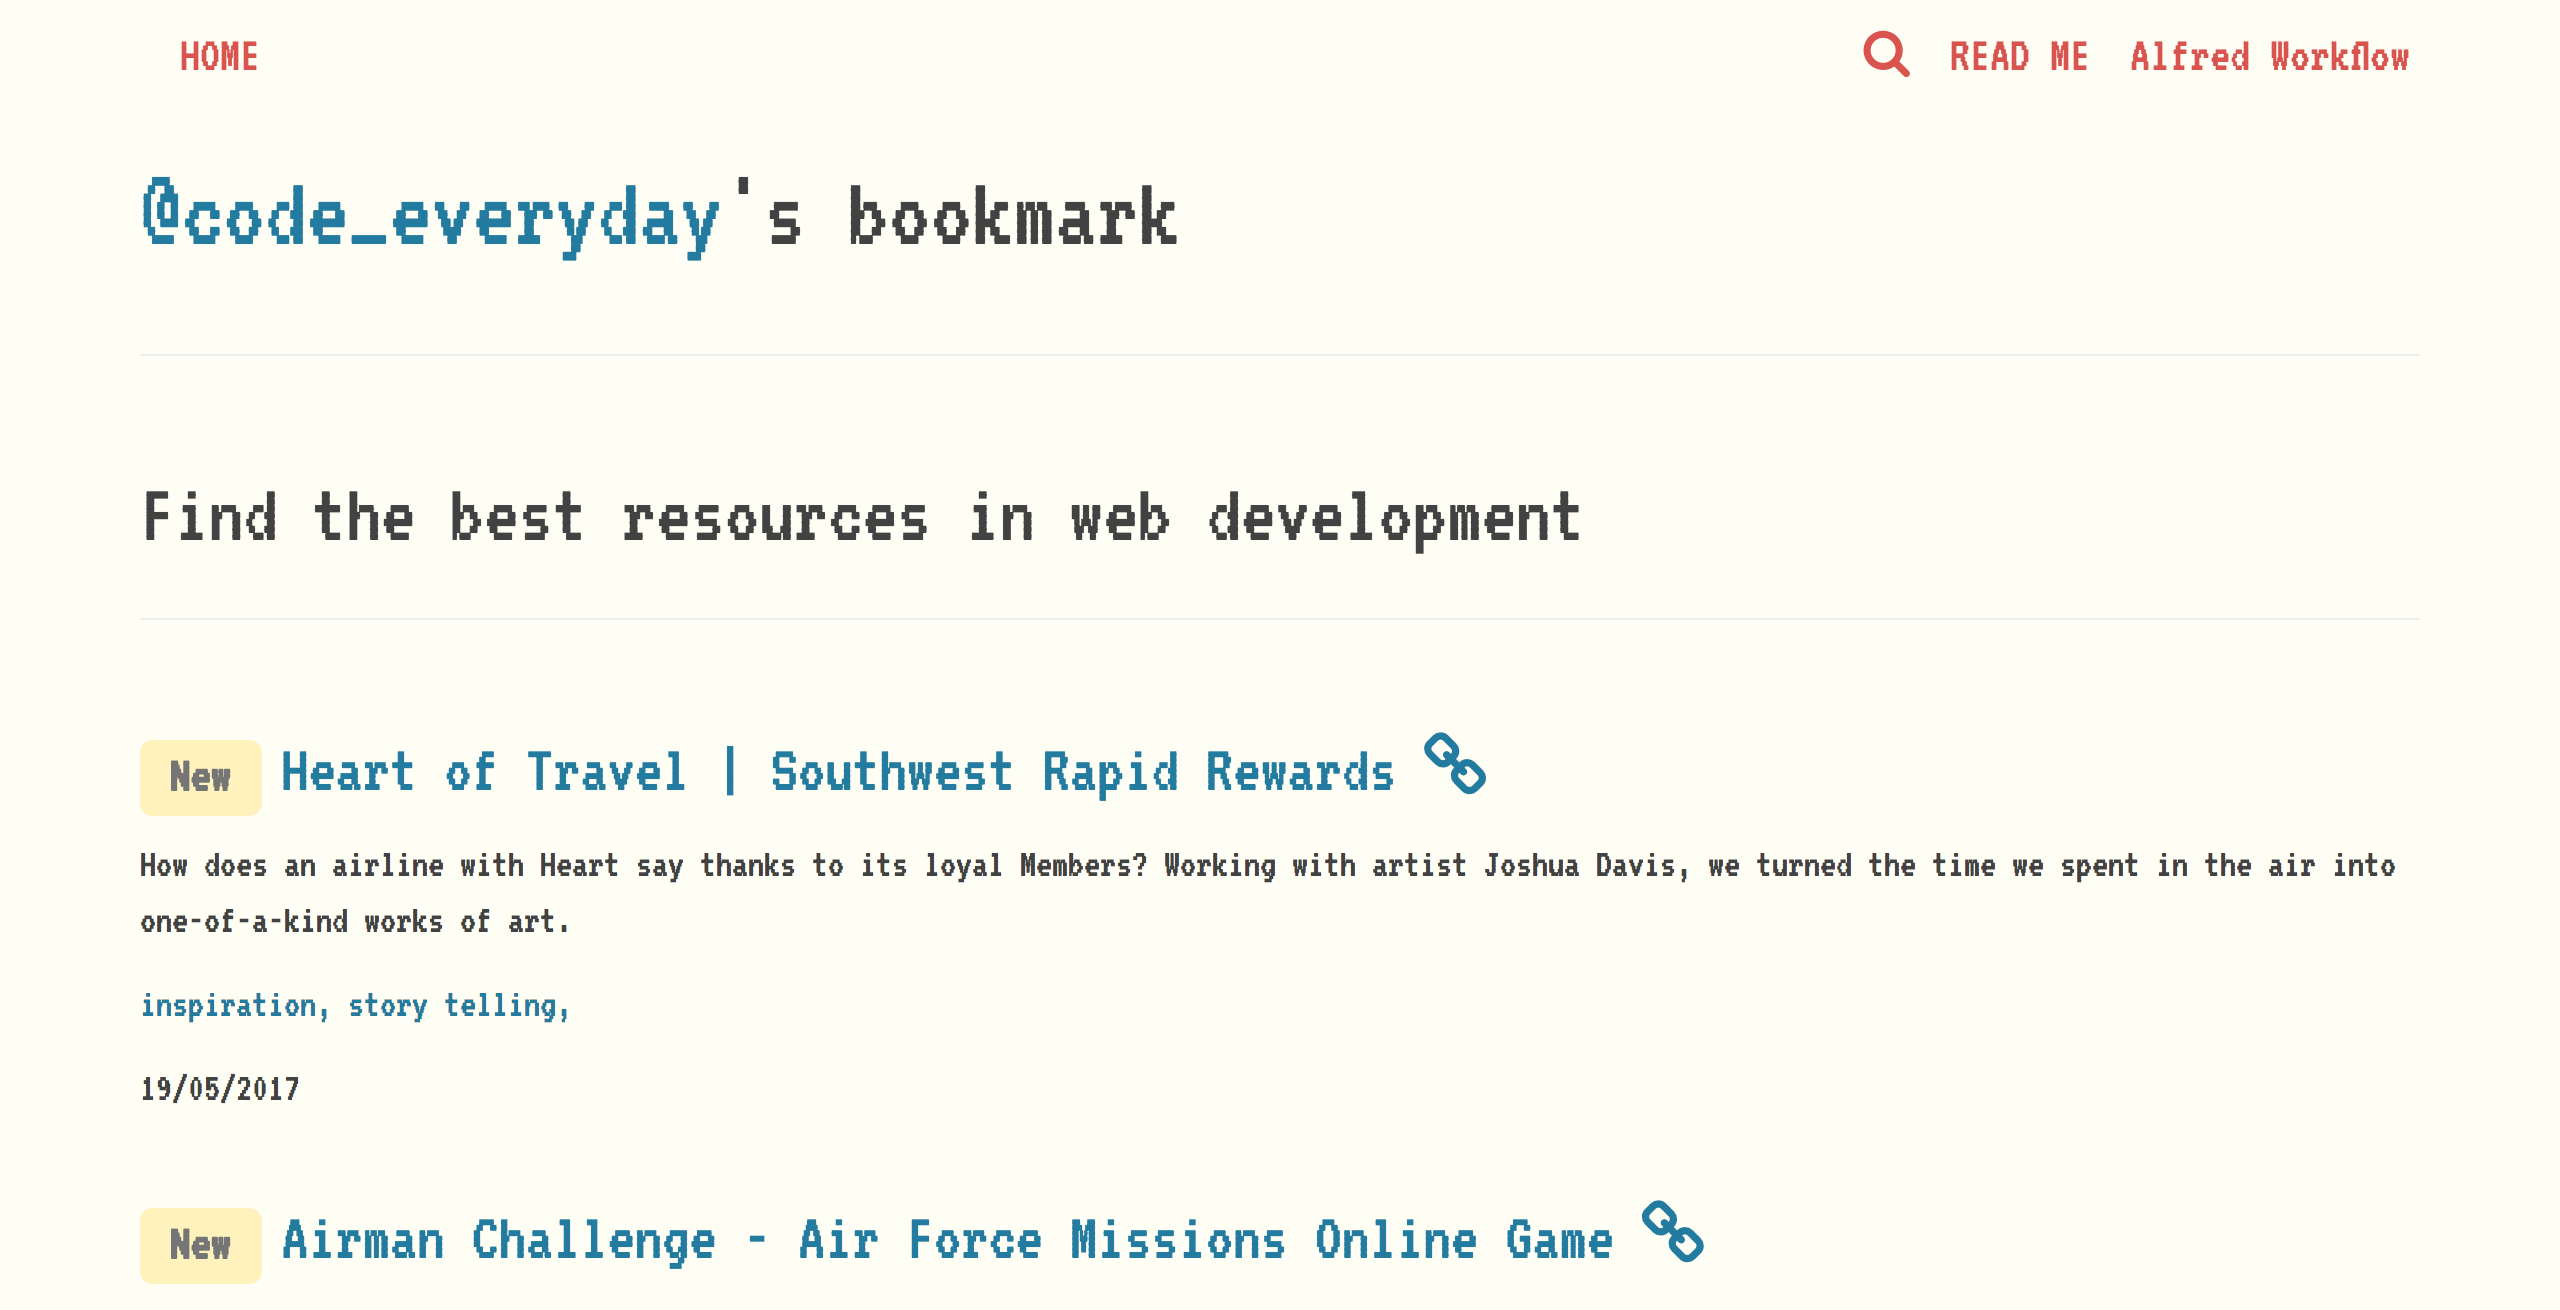 HOME READ ME Alfred Workflow
@code_everyday's bookmark
Find the best resources in web development
New Heart of Travel | Southwest Rapid Rewards
How does an airline with Heart say thanks to its loyal Members? Working with artist Joshua Davis, we turned the time we spent in the air into
one-of-a-kind works of art.
inspiration, story telling,
19/05/2017
New Airman Challenge - Air Force Missions Online Game